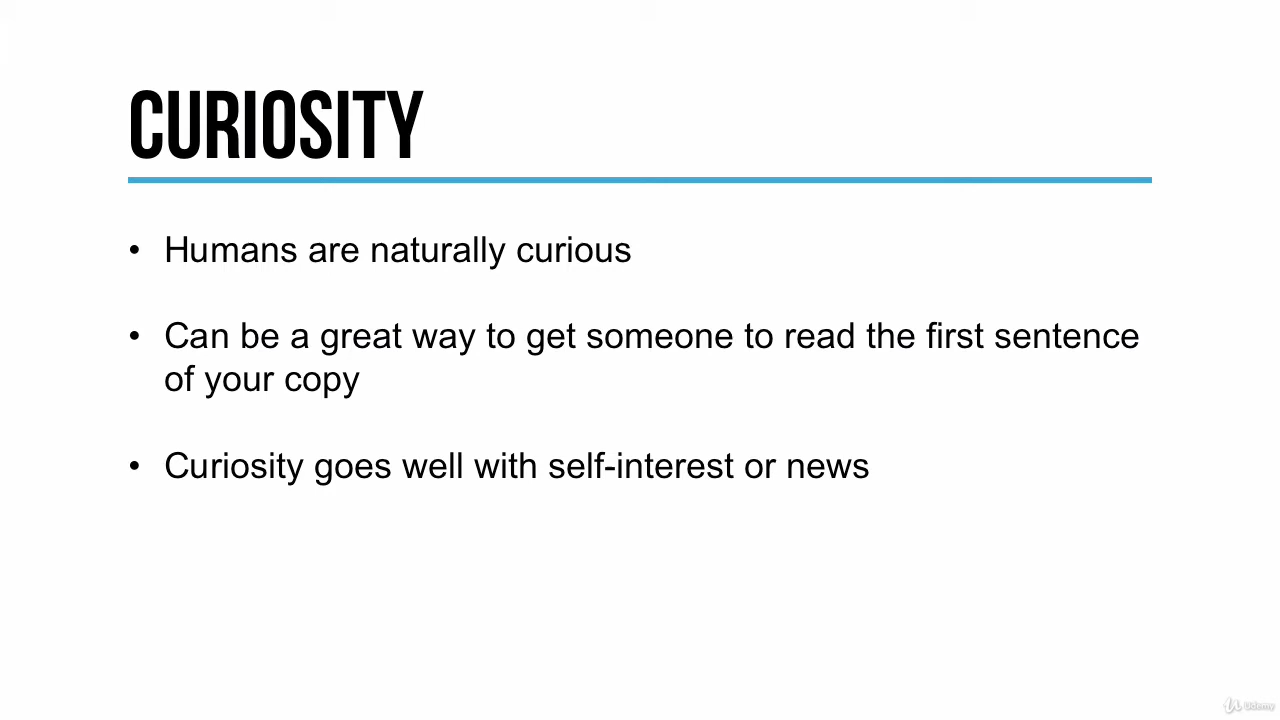 CURIOSITY
• Humans are naturally curious
• Can be a great way to get someone to read the first sentence
of your copy
• Curiosity goes well with self-interest or news
Udemy